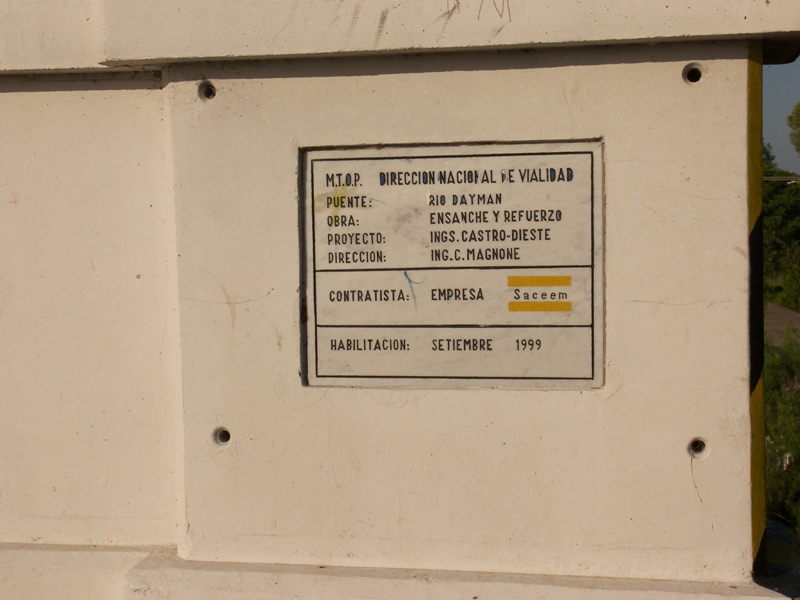 M.T.O.P. DIRECCION NACIONAL DE VIALIDAD
PUENTE: RIO DAYMAN
OBRA: ENSANCHE Y REFUERZO
PROYECTO: INGS. CASTRO-DIESTE
DIRECCION: ING. C. MAGNONE
CONTRATISTA: EMPRESA Saceem
HABILITACION: SETIEMBRE 1999